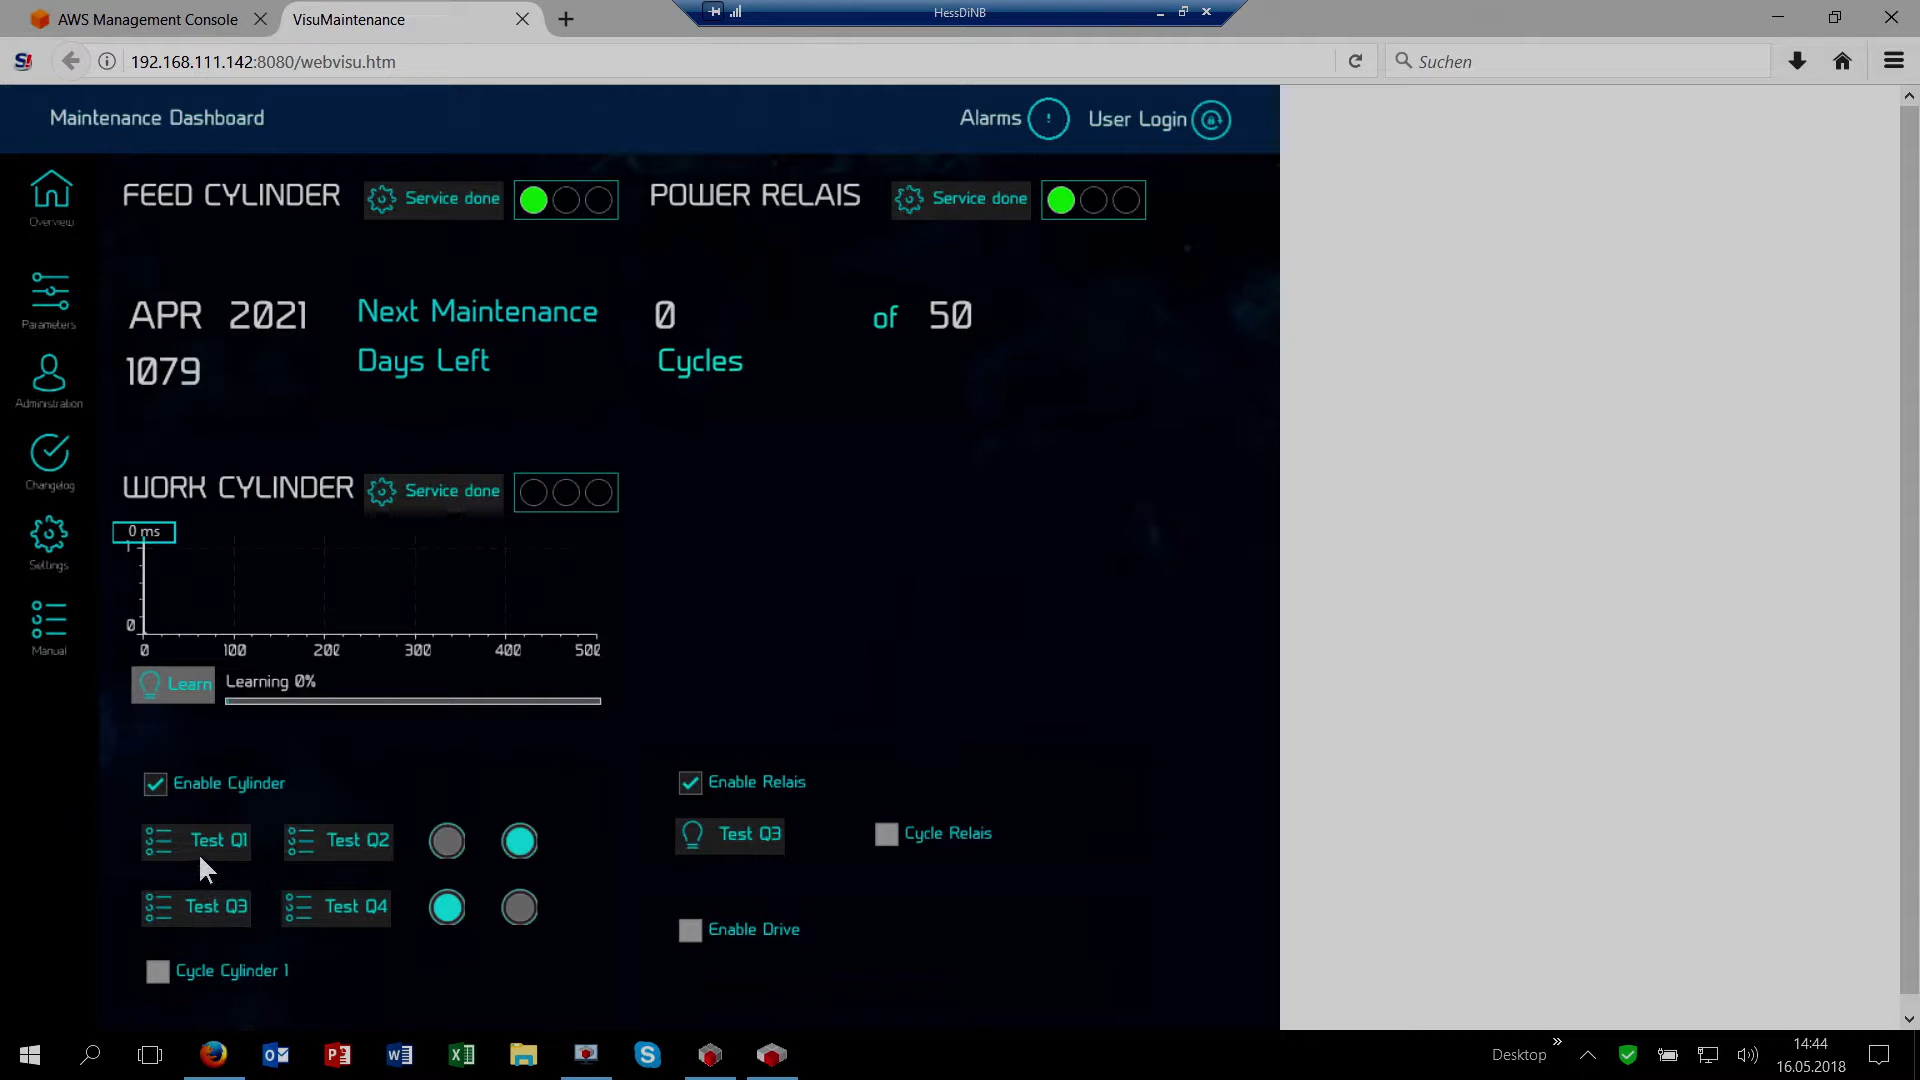 AWS Management Console
VisuMaintenance
HessDiNB
192.168.111.142:8080/webvisu.htm
Suchen
Maintenance Dashboard
Alarms
!
User Login
Overview
Parameters
Administration
Changelog
Settings
Manual
FEED CYLINDER
Service done
POWER RELAIS
Service done
APR 2021
Next Maintenance
1079
Days Left
0 of 50
Cycles
WORK CYLINDER
Service done
0 ms
1
0
0 100 200 300 400 500
Learn
Learning 0%
Enable Cylinder
Test Q1
Test Q2
Test Q3
Test Q4
Cycle Cylinder 1
Enable Relais
Test Q3
Cycle Relais
Enable Drive
Desktop
14:44
16.05.2018